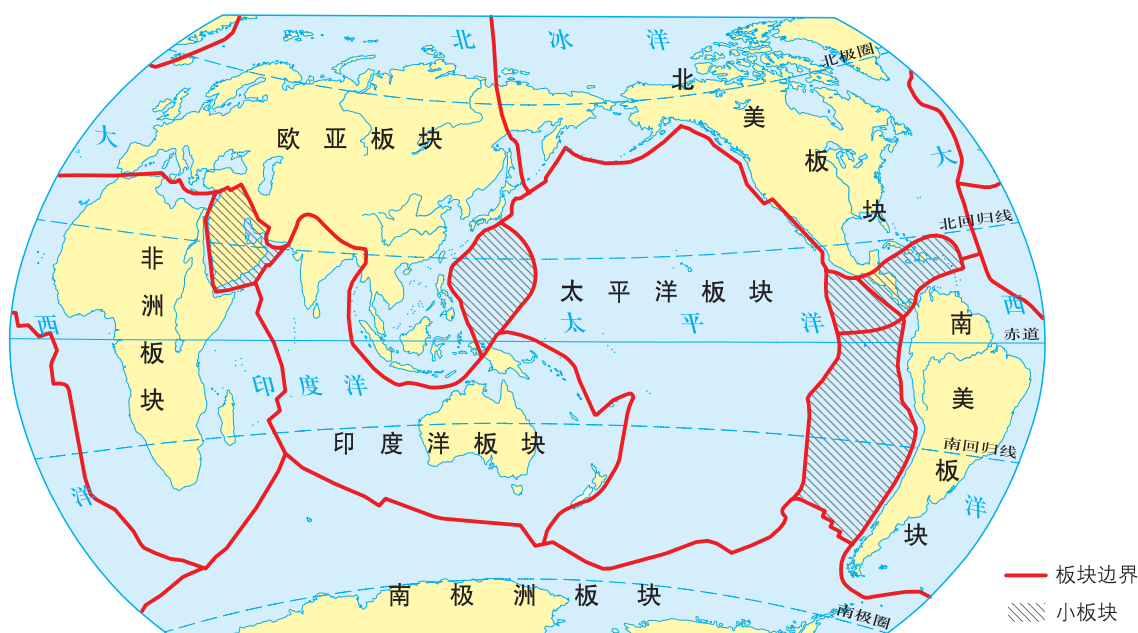 北冰洋
北极圈
大
欧亚板块
北美板块
大
北回归线
非洲板块
太平洋板块
太平洋
西
西
南美板块
赤道
印度洋
印度洋板块
南回归线
洋
洋
板块边界
南极洲板块
小板块
南极圈